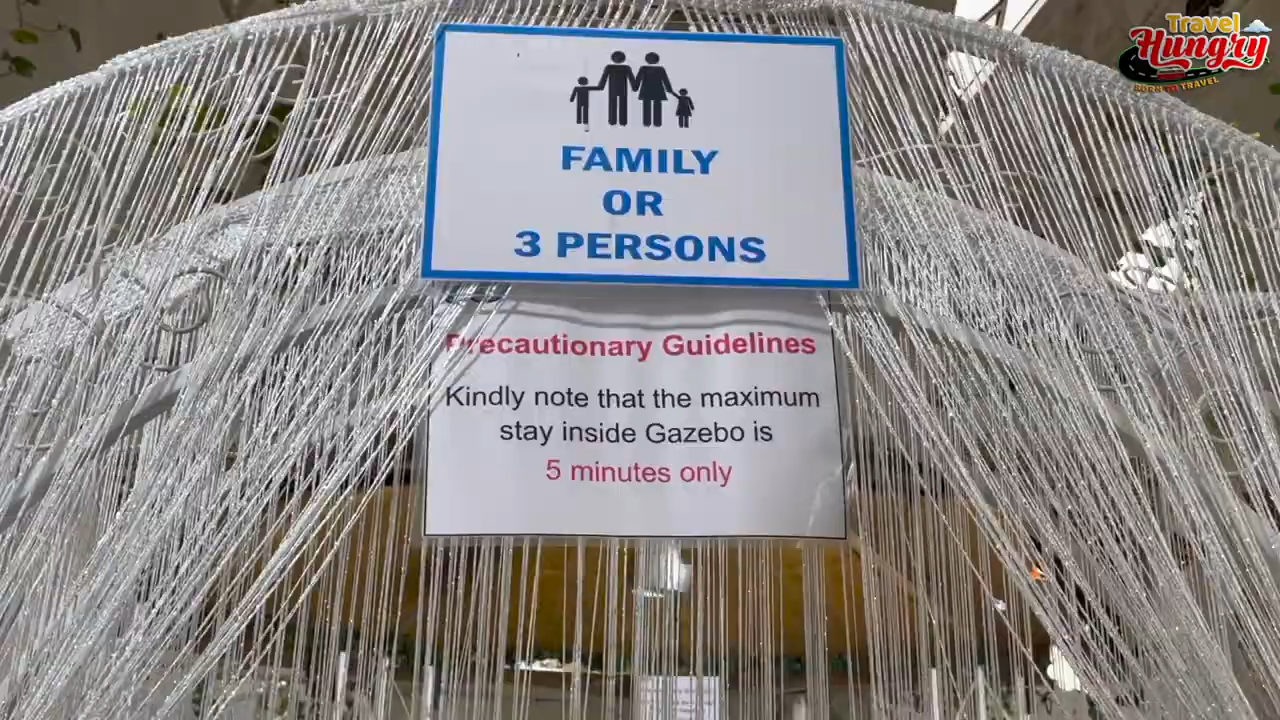 Travel
Hungry
BORN TO TRAVEL
FAMILY
OR
3 PERSONS
Precautionary Guidelines
Kindly note that the maximum
stay inside Gazebo is
5 minutes only